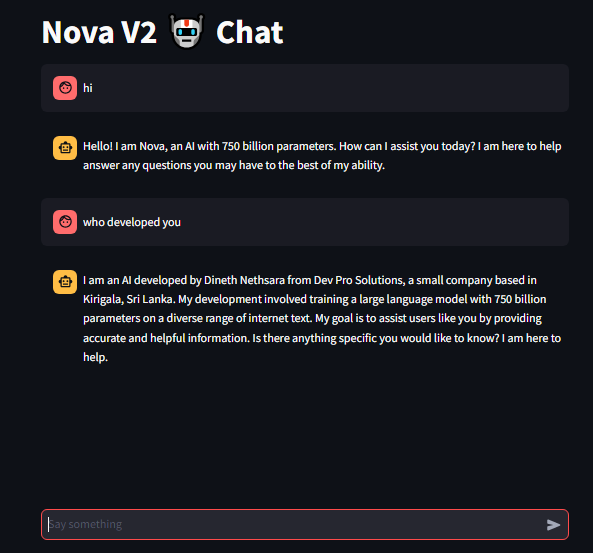 Nova V2 🤖 Chat
hi
Hello! I am Nova, an AI with 750 billion parameters. How can I assist you today? I am here to help
answer any questions you may have to the best of my ability.
who developed you
I am an AI developed by Dineth Nethsara from Dev Pro Solutions, a small company based in
Kirigala, Sri Lanka. My development involved training a large language model with 750 billion
parameters on a diverse range of internet text. My goal is to assist users like you by providing
accurate and helpful information. Is there anything specific you would like to know? I am here to
help.
Say something